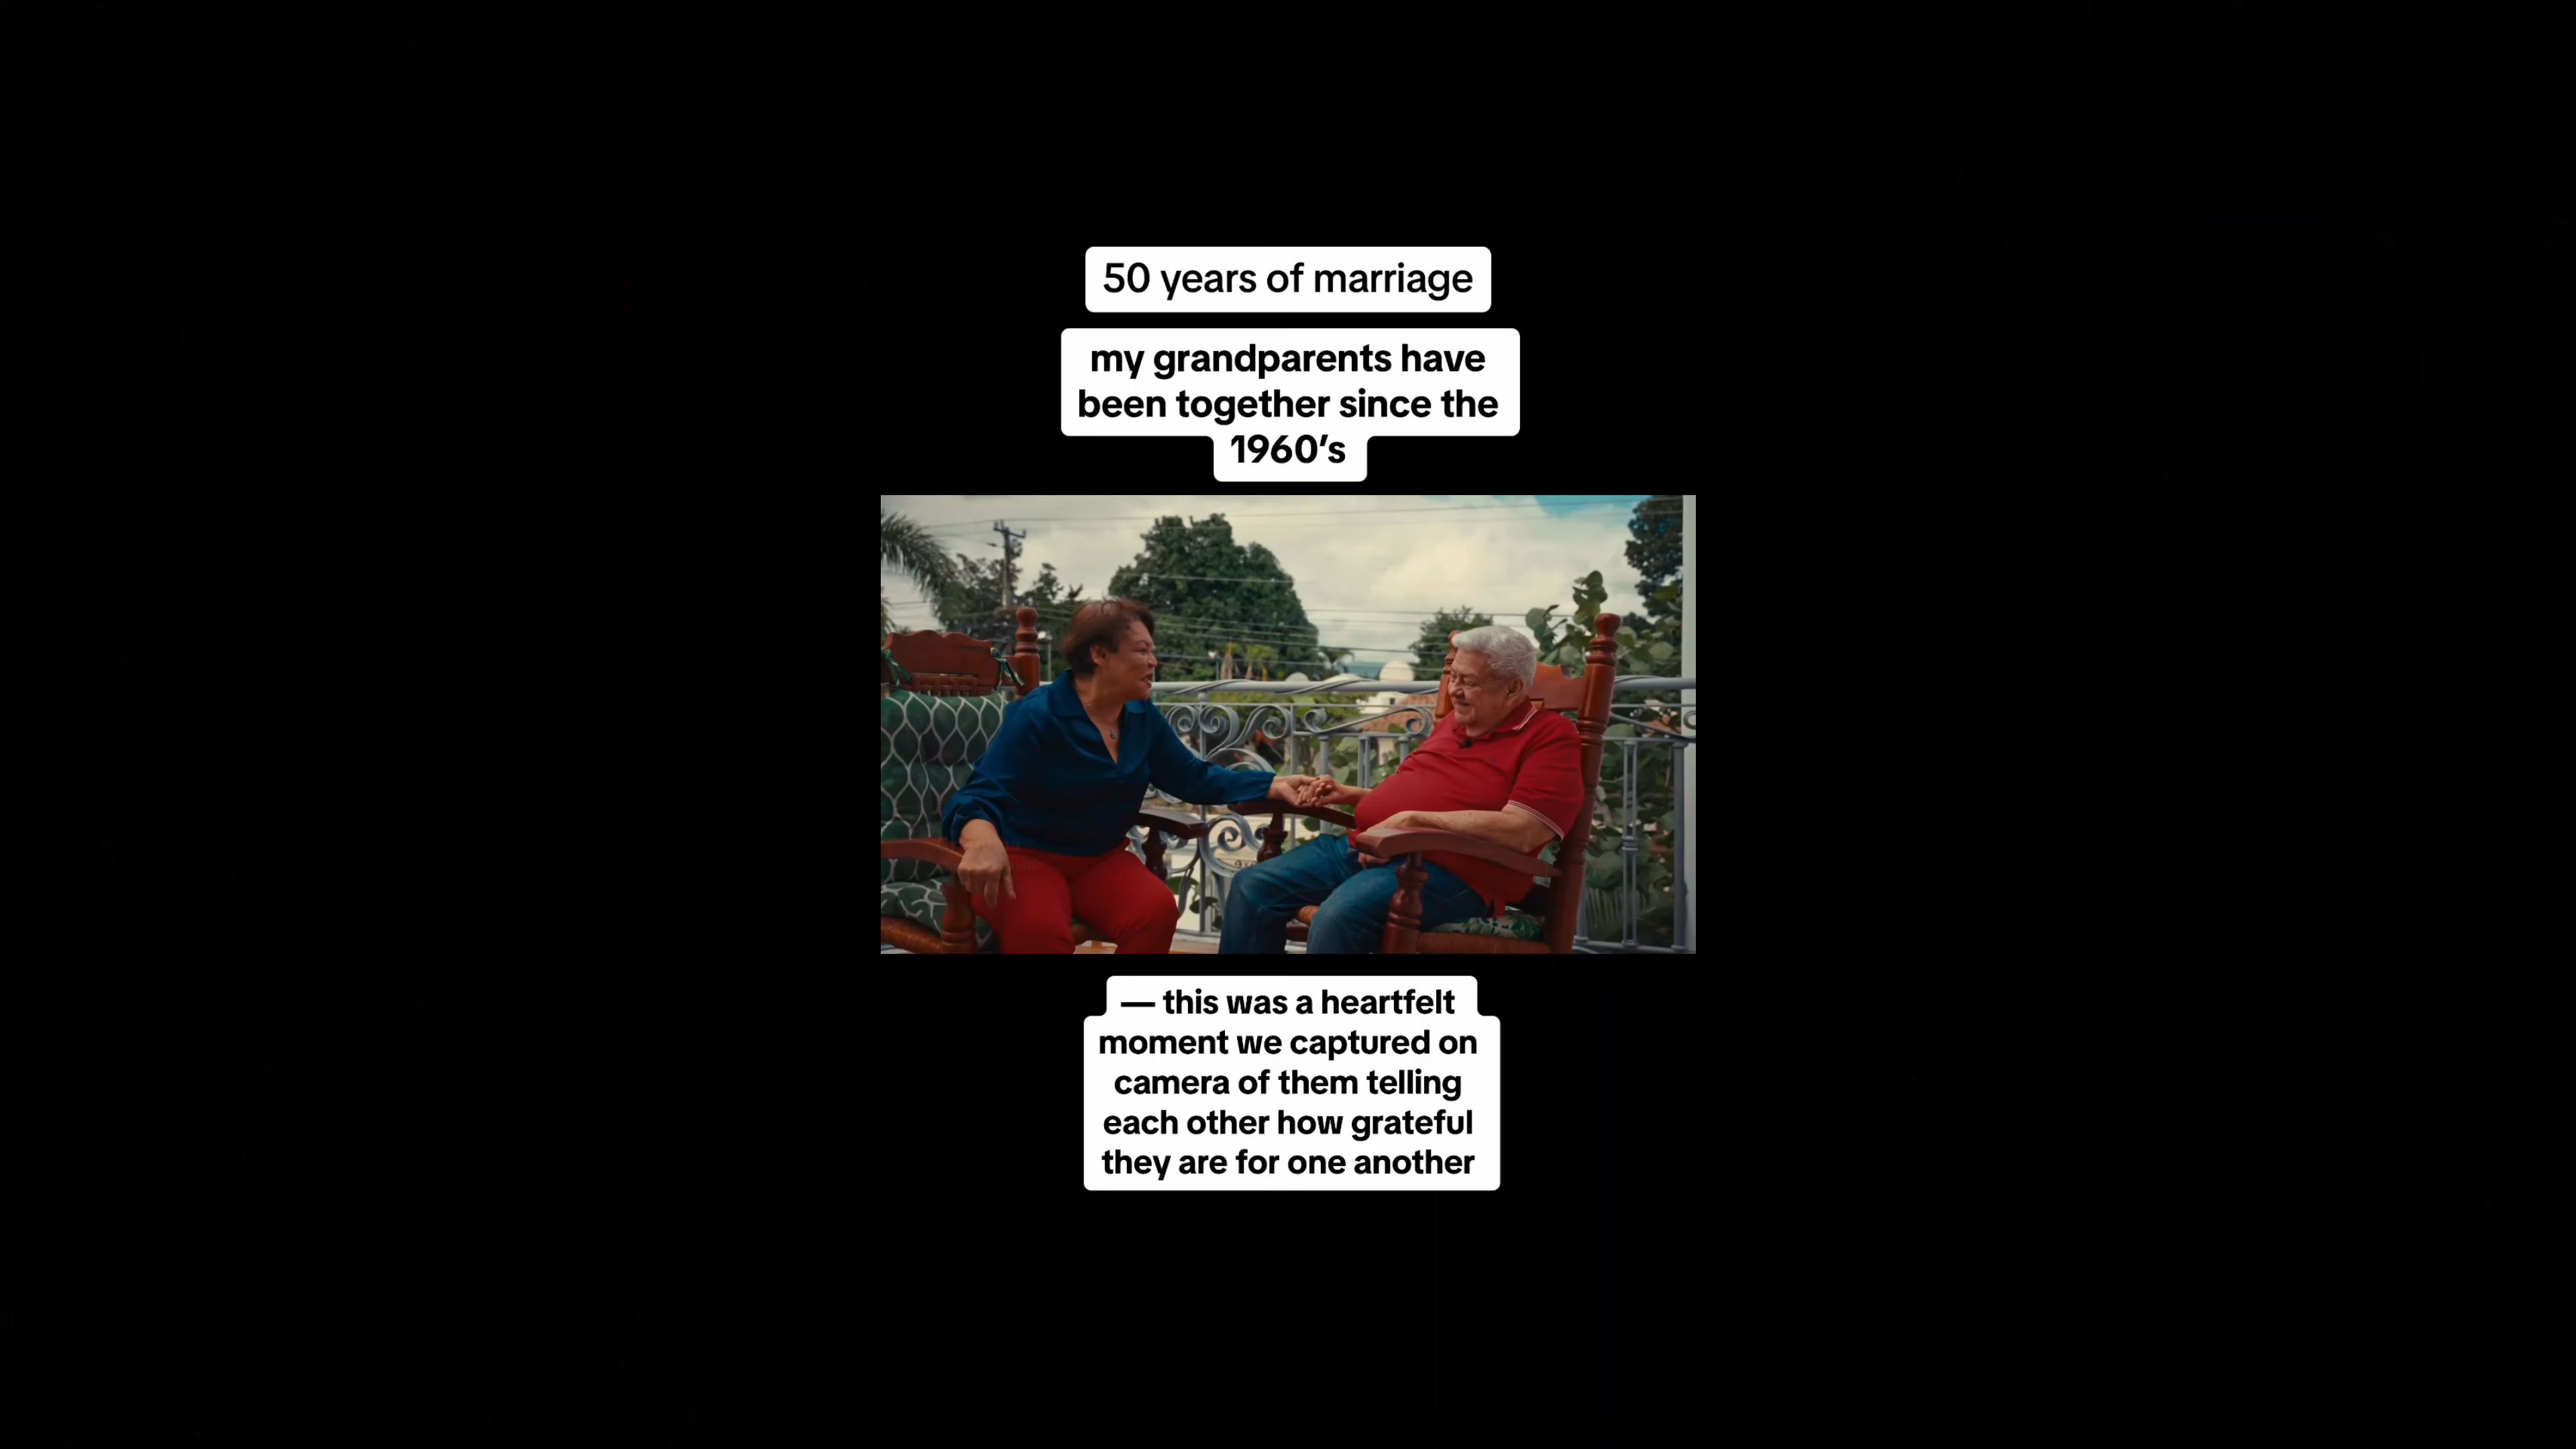 50 years of marriage
my grandparents have
been together since the
1960's
— this was a heartfelt
moment we captured on
camera of them telling
each other how grateful
they are for one another